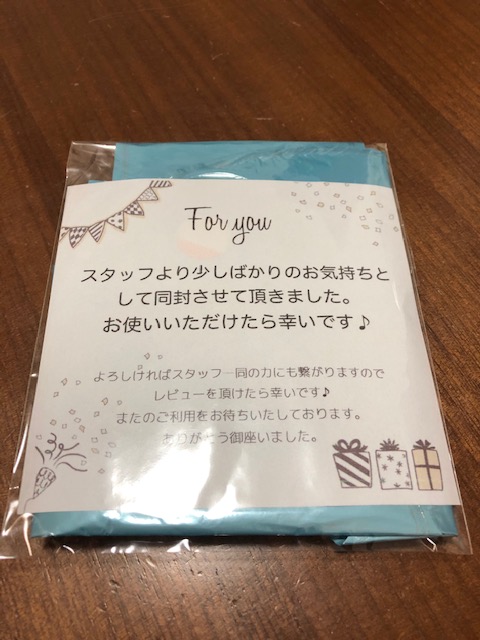 For you
スタッフより少しばかりのお気持ちと
して同封させて頂きました。
お使いいただけたら幸いです♪
よろしければスタッフ一同の力にも繋がりますので
レビューを頂けたら幸いです♪
またのご利用をお待ちいたしております。
ありがとう御座いました。